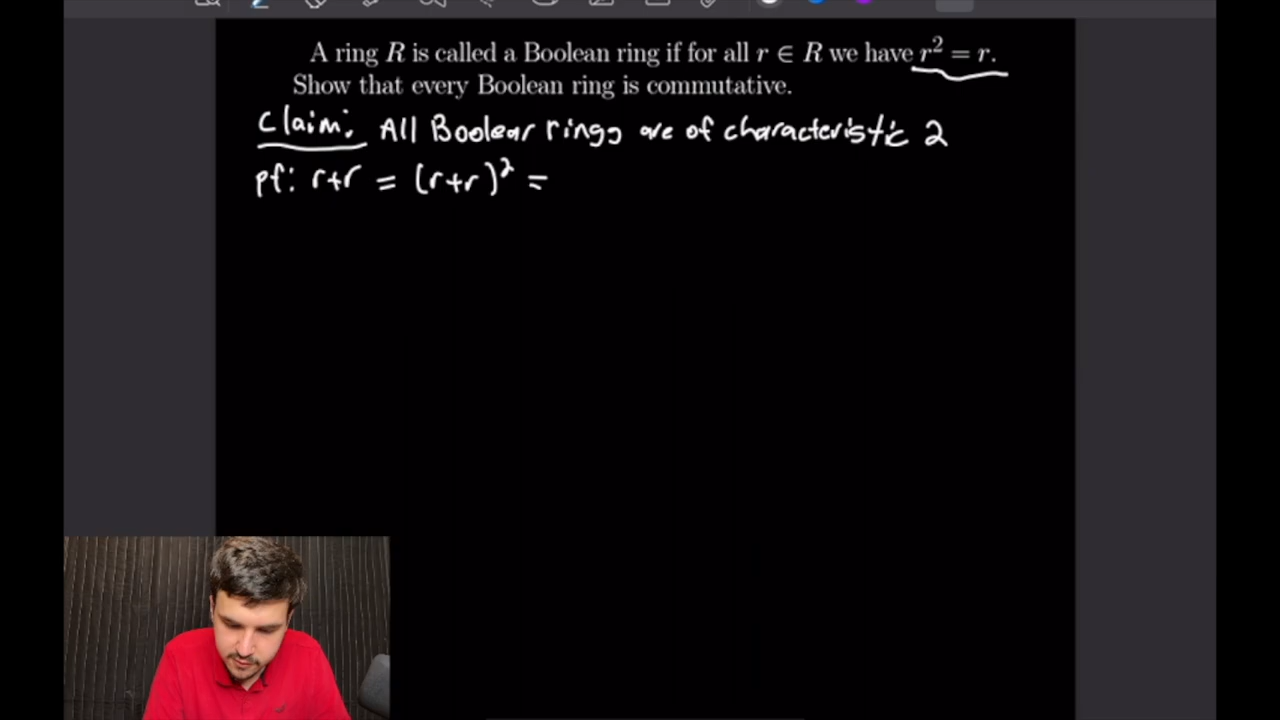 A ring R is called a Boolean ring if for all r ∈ R we have r² = r.
Show that every Boolean ring is commutative.
Claim: All Boolean rings are of characteristic 2
pf: r+r = (r+r)² =